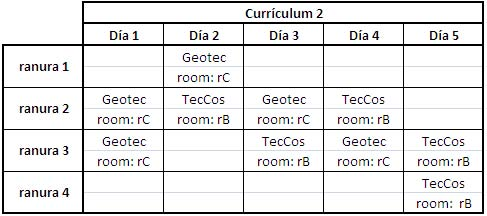 Currículum 2
Día 1 Día 2 Día 3 Día 4 Día 5
Geotec
ranura 1
room: rC
Geotec TecCos Geotec TecCos
ranura 2
room: rC room: rB room: rC room: rB
Geotec TecCos Geotec TecCos
ranura 3
room: rC room: rB room: rC room: rB
TecCos
ranura 4
room: rB